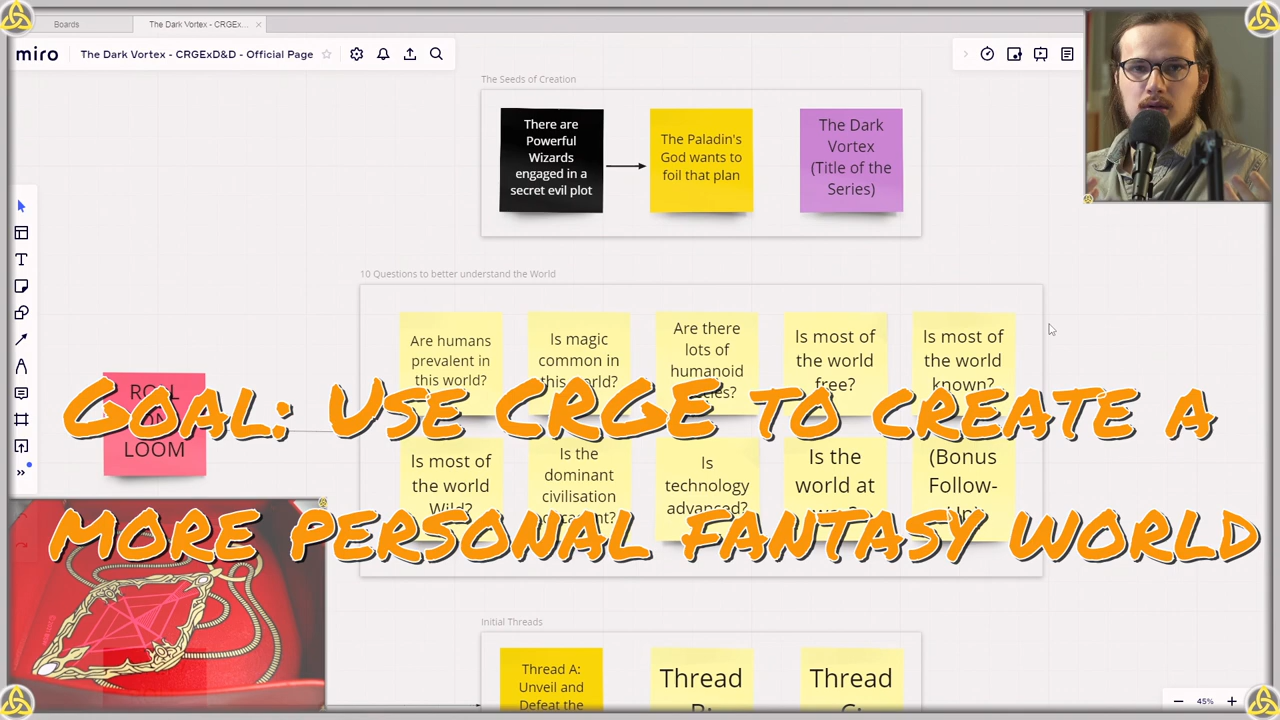 Boards
The Dark Vortex - CRGEx...
miro
The Dark Vortex - CRGExD&D - Official Page
The Seeds of Creation
There are
Powerful
Wizards
engaged in a
secret evil plot
The Paladin's
God wants to
foil that plan
The Dark
Vortex
(Title of the
Series)
10 Questions to better understand the World
Are humans
prevalent in
this world?
Is magic
common in
this world?
Are there
lots of
humanoid
Is most of
the world
free?
Is most of
the world
known?
LOOM
Goal: Use CRGE to create a
more personal fantasy world
Is most of
the world
Wild?
Is the
dominant
civilisation
Is
technology
advanced?
Is the
world at
(Bonus
Follow-
Initial Threads
Thread A:
Unveil and
Defeat the
Thread
Thread
45%